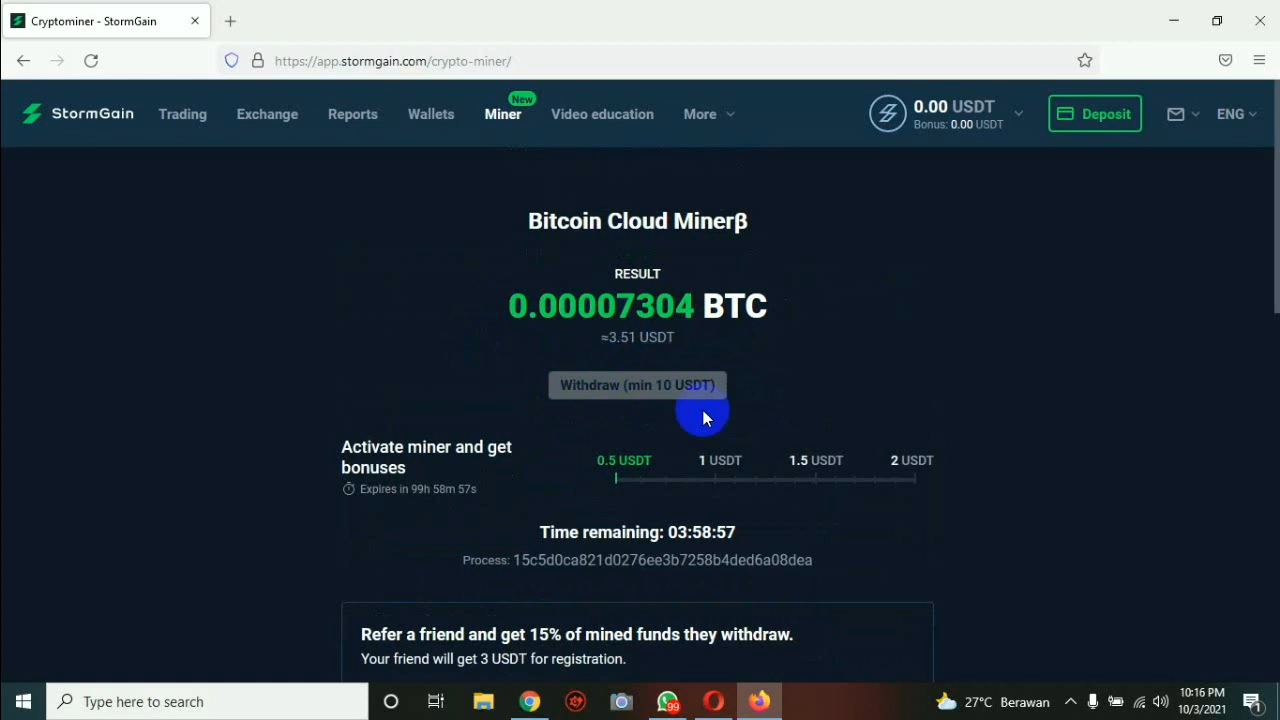 Cryptominer - StormGain
https://app.stormgain.com/crypto-miner/
StormGain Trading Exchange Reports Wallets Miner New Video education More
0.00 USDT
Bonus: 0.00 USDT
Deposit
ENG
Bitcoin Cloud Minerβ
RESULT
0.00007304 BTC
≈3.51 USDT
Withdraw (min 10 USDT)
Activate miner and get
bonuses
Expires in 99h 58m 57s
0.5 USDT 1 USDT 1.5 USDT 2 USDT
Time remaining: 03:58:57
Process: 15c5d0ca821d0276ee3b7258b4ded6a08dea
Refer a friend and get 15% of mined funds they withdraw.
Your friend will get 3 USDT for registration.
Type here to search
99
27°C Berawan
10:16 PM
10/3/2021
1